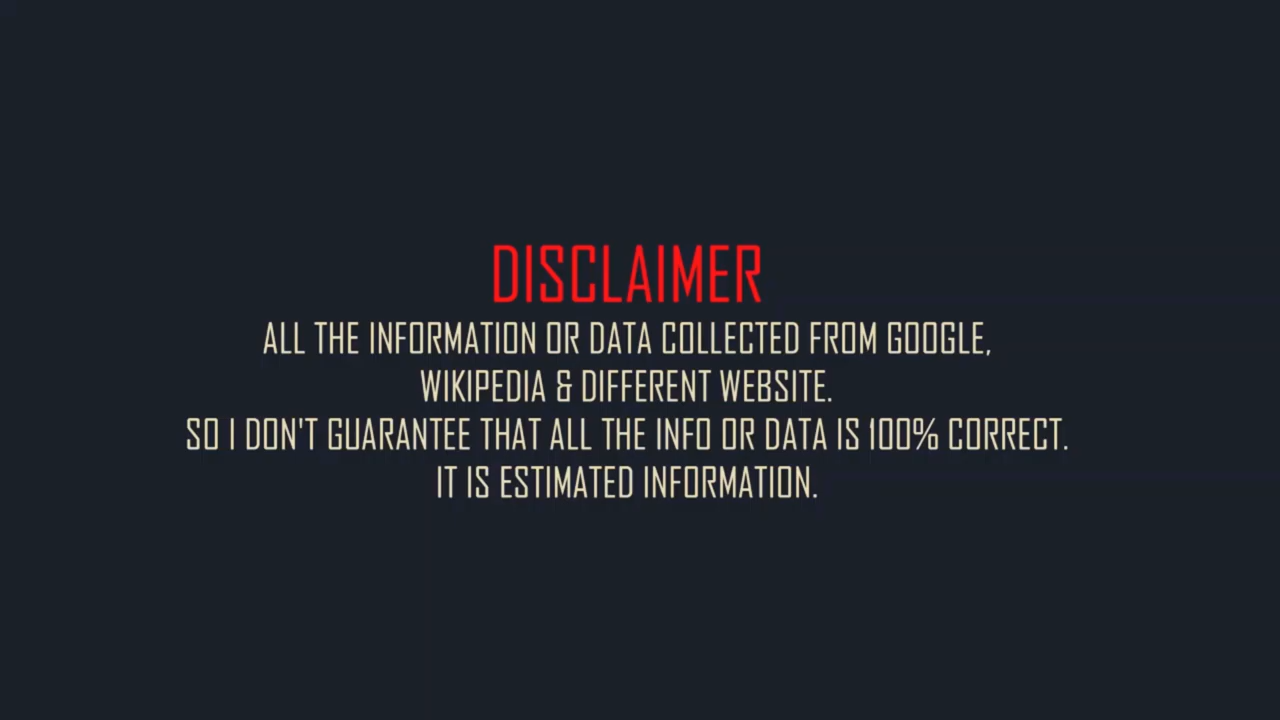 DISCLAIMER
ALL THE INFORMATION OR DATA COLLECTED FROM GOOGLE,
WIKIPEDIA & DIFFERENT WEBSITE.
SO I DON'T GUARANTEE THAT ALL THE INFO OR DATA IS 100% CORRECT.
IT IS ESTIMATED INFORMATION.